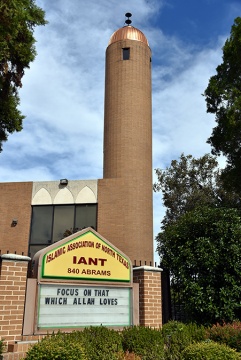 ISLAMIC ASSOCIATION OF NORTH TEXAS
IANT
840 ABRAMS
FOCUS ON THAT
WHICH ALLAH LOVES